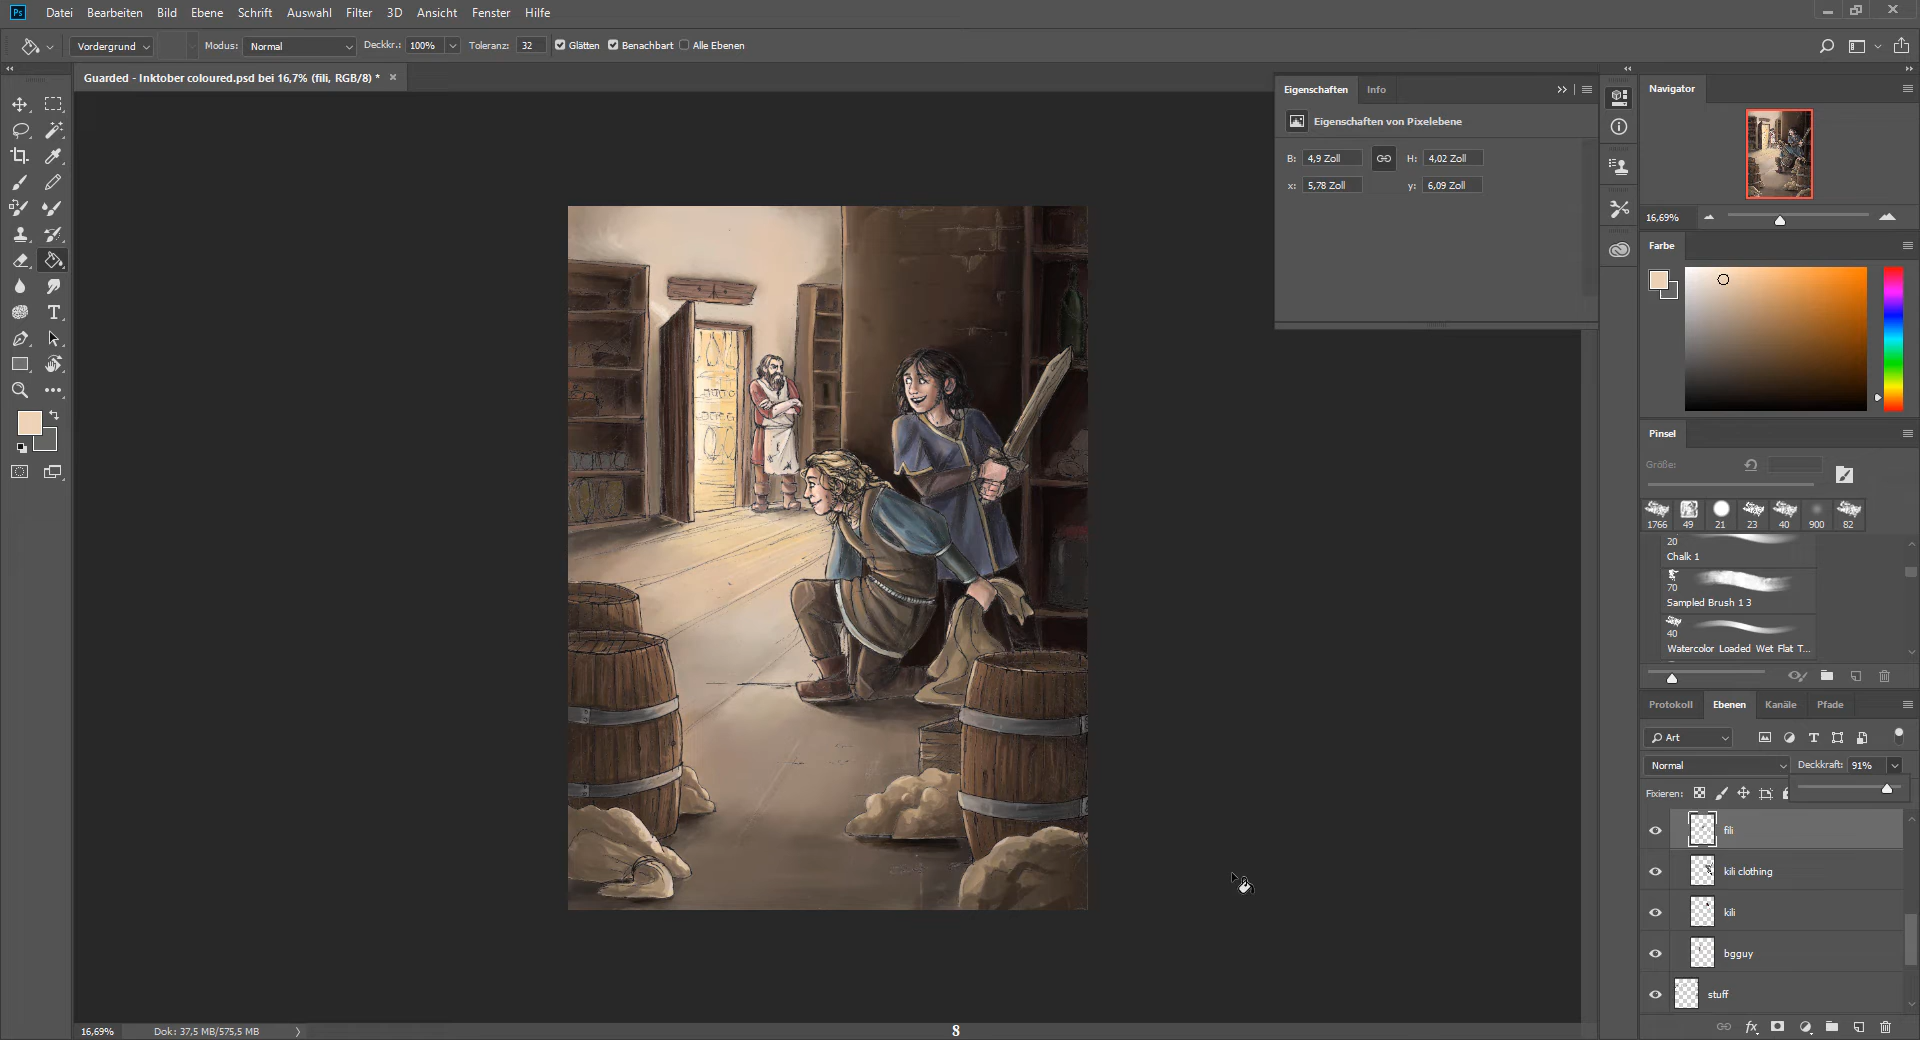 Ps Datei Bearbeiten Bild Ebene Schrift Auswahl Filter 3D Ansicht Fenster Hilfe
Vordergrund Modus: Normal Deckkr.: 100% Toleranz: 32 Glätten Benachbart Alle Ebenen
Guarded - Inktober coloured.psd bei 16,7% (fili, RGB/8) *
Eigenschaften Info
Eigenschaften von Pixelebene
B: 4,9 Zoll H: 4,02 Zoll
x: 5,78 Zoll y: 6,09 Zoll
Navigator
16,69%
Farbe
Pinsel
Größe:
1766 49 21 23 40 900 82
20
Chalk 1
70
Sampled Brush 1 3
40
Watercolor Loaded Wet Flat T...
Protokoll Ebenen Kanäle Pfade
Art
Normal Deckkraft: 91%
Fixieren:
fili
kili clothing
kili
bgguy
stuff
fx
16,69% Dok: 37,5 MB/575,5 MB
8